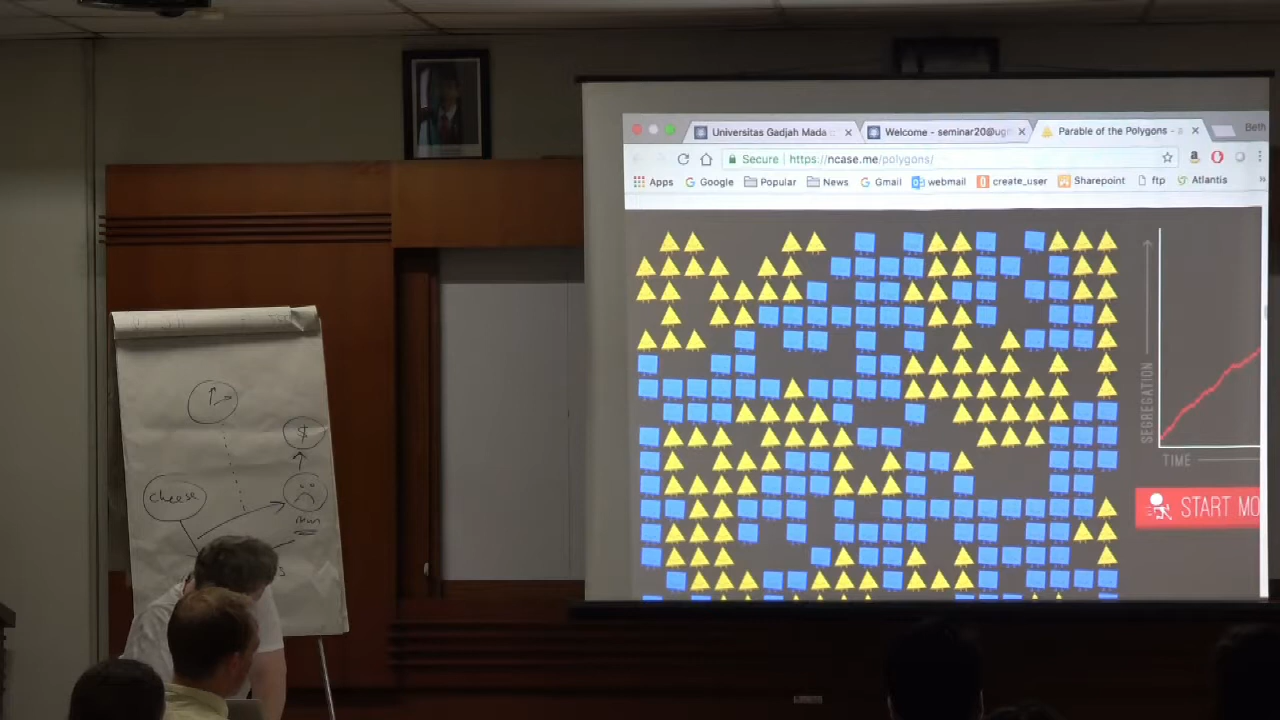 Universitas Gadjah Mada
Welcome - seminar20@ug
Parable of the Polygons -
Beth
Secure
https://ncase.me/polygons/
Apps
Google
Popular
News
Gmail
webmail
create_user
Sharepoint
ftp
Atlantis
SEGREGATION
TIME
START MO
$
cheese